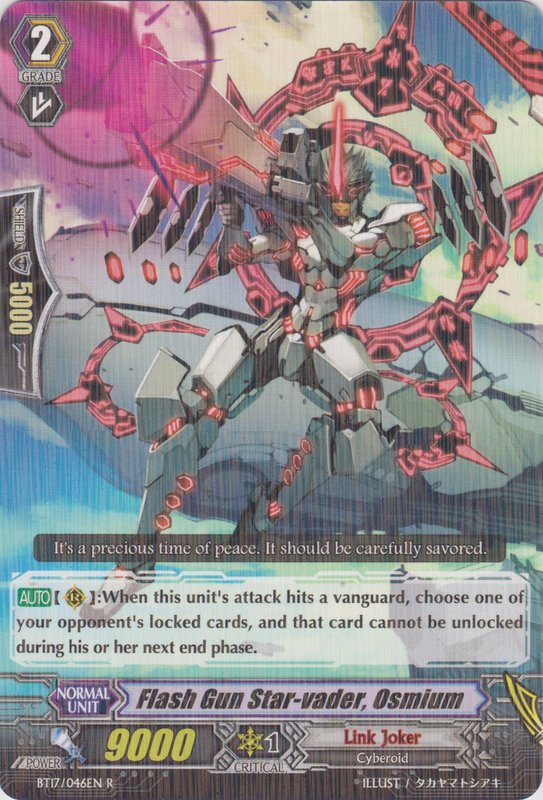 2
GRADE
SHIELD
5000
It's a precious time of peace. It should be carefully savored.
AUTO【 R 】:When this unit's attack hits a vanguard, choose one of
your opponent's locked cards, and that card cannot be unlocked
during his or her next end phase.
NORMAL
UNIT
Flash Gun Star-vader, Osmium
POWER
9000
1
CRITICAL
Link Joker
Cyberoid
BT17/046EN R
ILLUST / タカヤマトシアキ